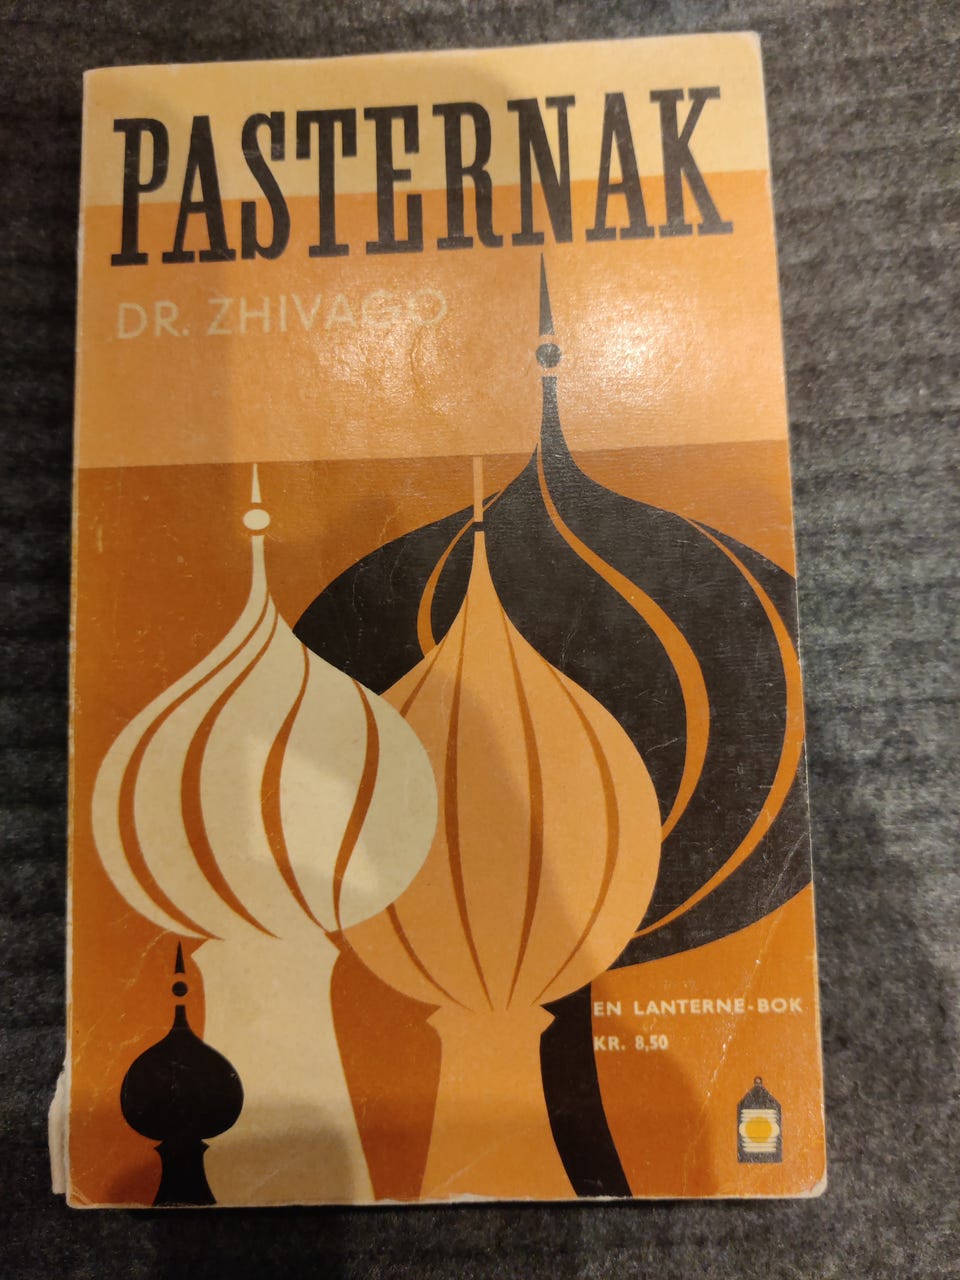 PASTERNAK
DR. ZHIVAGO
EN LANTERNE-BOK
KR. 8,50